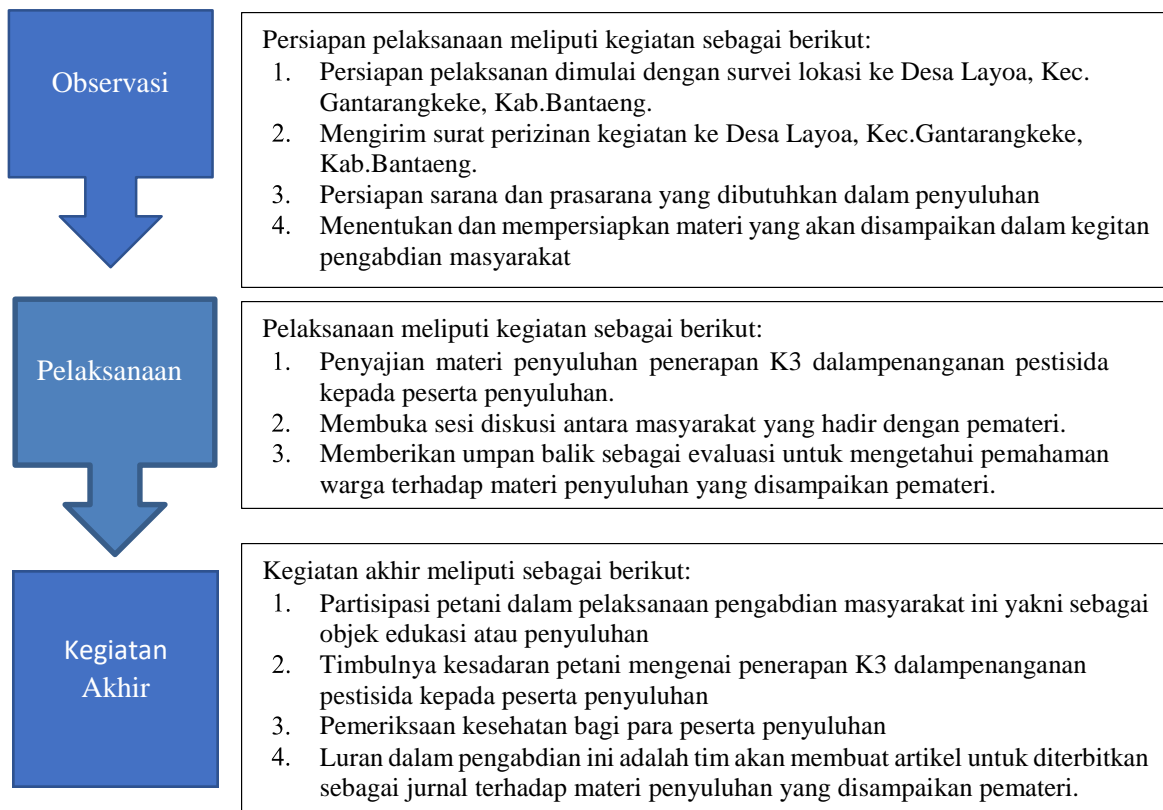 Observasi
Persiapan pelaksanaan meliputi kegiatan sebagai berikut:
1. Persiapan pelaksanan dimulai dengan survei lokasi ke Desa Layoa, Kec.
Gantarangkeke, Kab.Bantaeng.
2. Mengirim surat perizinan kegiatan ke Desa Layoa, Kec.Gantarangkeke,
Kab.Bantaeng.
3. Persiapan sarana dan prasarana yang dibutuhkan dalam penyuluhan
4. Menentukan dan mempersiapkan materi yang akan disampaikan dalam kegitan
pengabdian masyarakat
Pelaksanaan
Pelaksanaan meliputi kegiatan sebagai berikut:
1. Penyajian materi penyuluhan penerapan K3 dalampenanganan pestisida
kepada peserta penyuluhan.
2. Membuka sesi diskusi antara masyarakat yang hadir dengan pemateri.
3. Memberikan umpan balik sebagai evaluasi untuk mengetahui pemahaman
warga terhadap materi penyuluhan yang disampaikan pemateri.
Kegiatan
Akhir
Kegiatan akhir meliputi sebagai berikut:
1. Partisipasi petani dalam pelaksanaan pengabdian masyarakat ini yakni sebagai
objek edukasi atau penyuluhan
2. Timbulnya kesadaran petani mengenai penerapan K3 dalampenanganan
pestisida kepada peserta penyuluhan
3. Pemeriksaan kesehatan bagi para peserta penyuluhan
4. Luran dalam pengabdian ini adalah tim akan membuat artikel untuk diterbitkan
sebagai jurnal terhadap materi penyuluhan yang disampaikan pemateri.